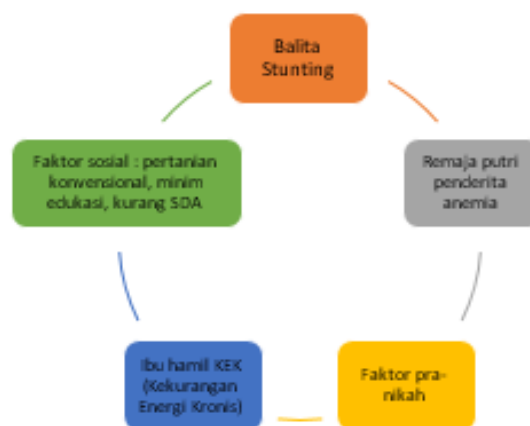 Balita
Stunting
Remaja putri
penderita
anemia
Faktor pra-
nikah
Ibu hamil KEK
(Kekurangan
Energi Kronis)
Faktor sosial : pertanian
konvensional, minim
edukasi, kurang SDA